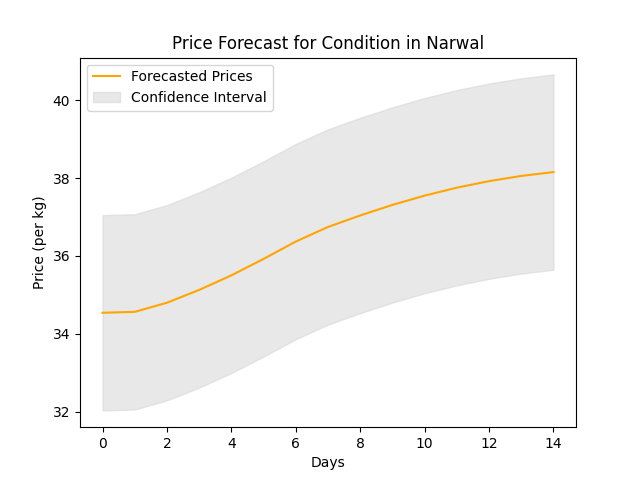 Price Forecast for Condition in Narwal
Forecasted Prices
Confidence Interval
Price (per kg)
40
38
36
34
32
0 2 4 6 8 10 12 14
Days